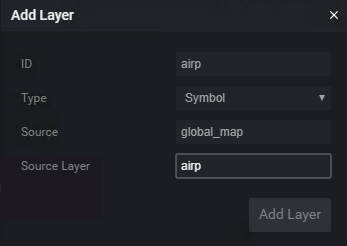 Add Layer ×
ID airp
Type Symbol
Source global_map
Source Layer airp
Add Layer